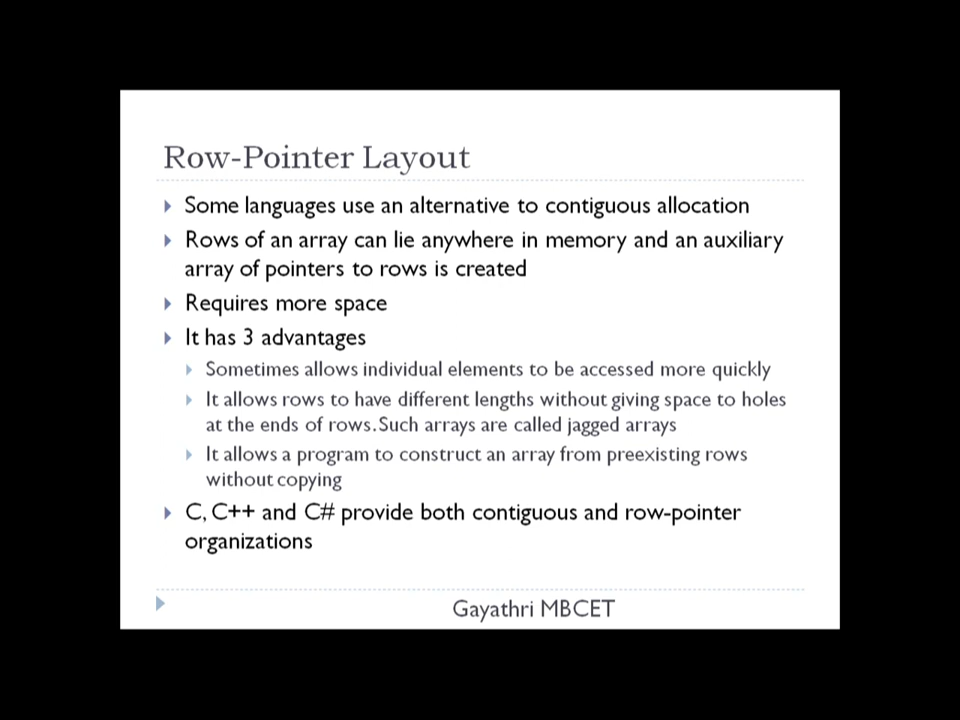 Row-Pointer Layout
Some languages use an alternative to contiguous allocation
Rows of an array can lie anywhere in memory and an auxiliary
array of pointers to rows is created
Requires more space
It has 3 advantages
Sometimes allows individual elements to be accessed more quickly
It allows rows to have different lengths without giving space to holes
at the ends of rows.Such arrays are called jagged arrays
It allows a program to construct an array from preexisting rows
without copying
C, C++ and C# provide both contiguous and row-pointer
organizations
Gayathri MBCET